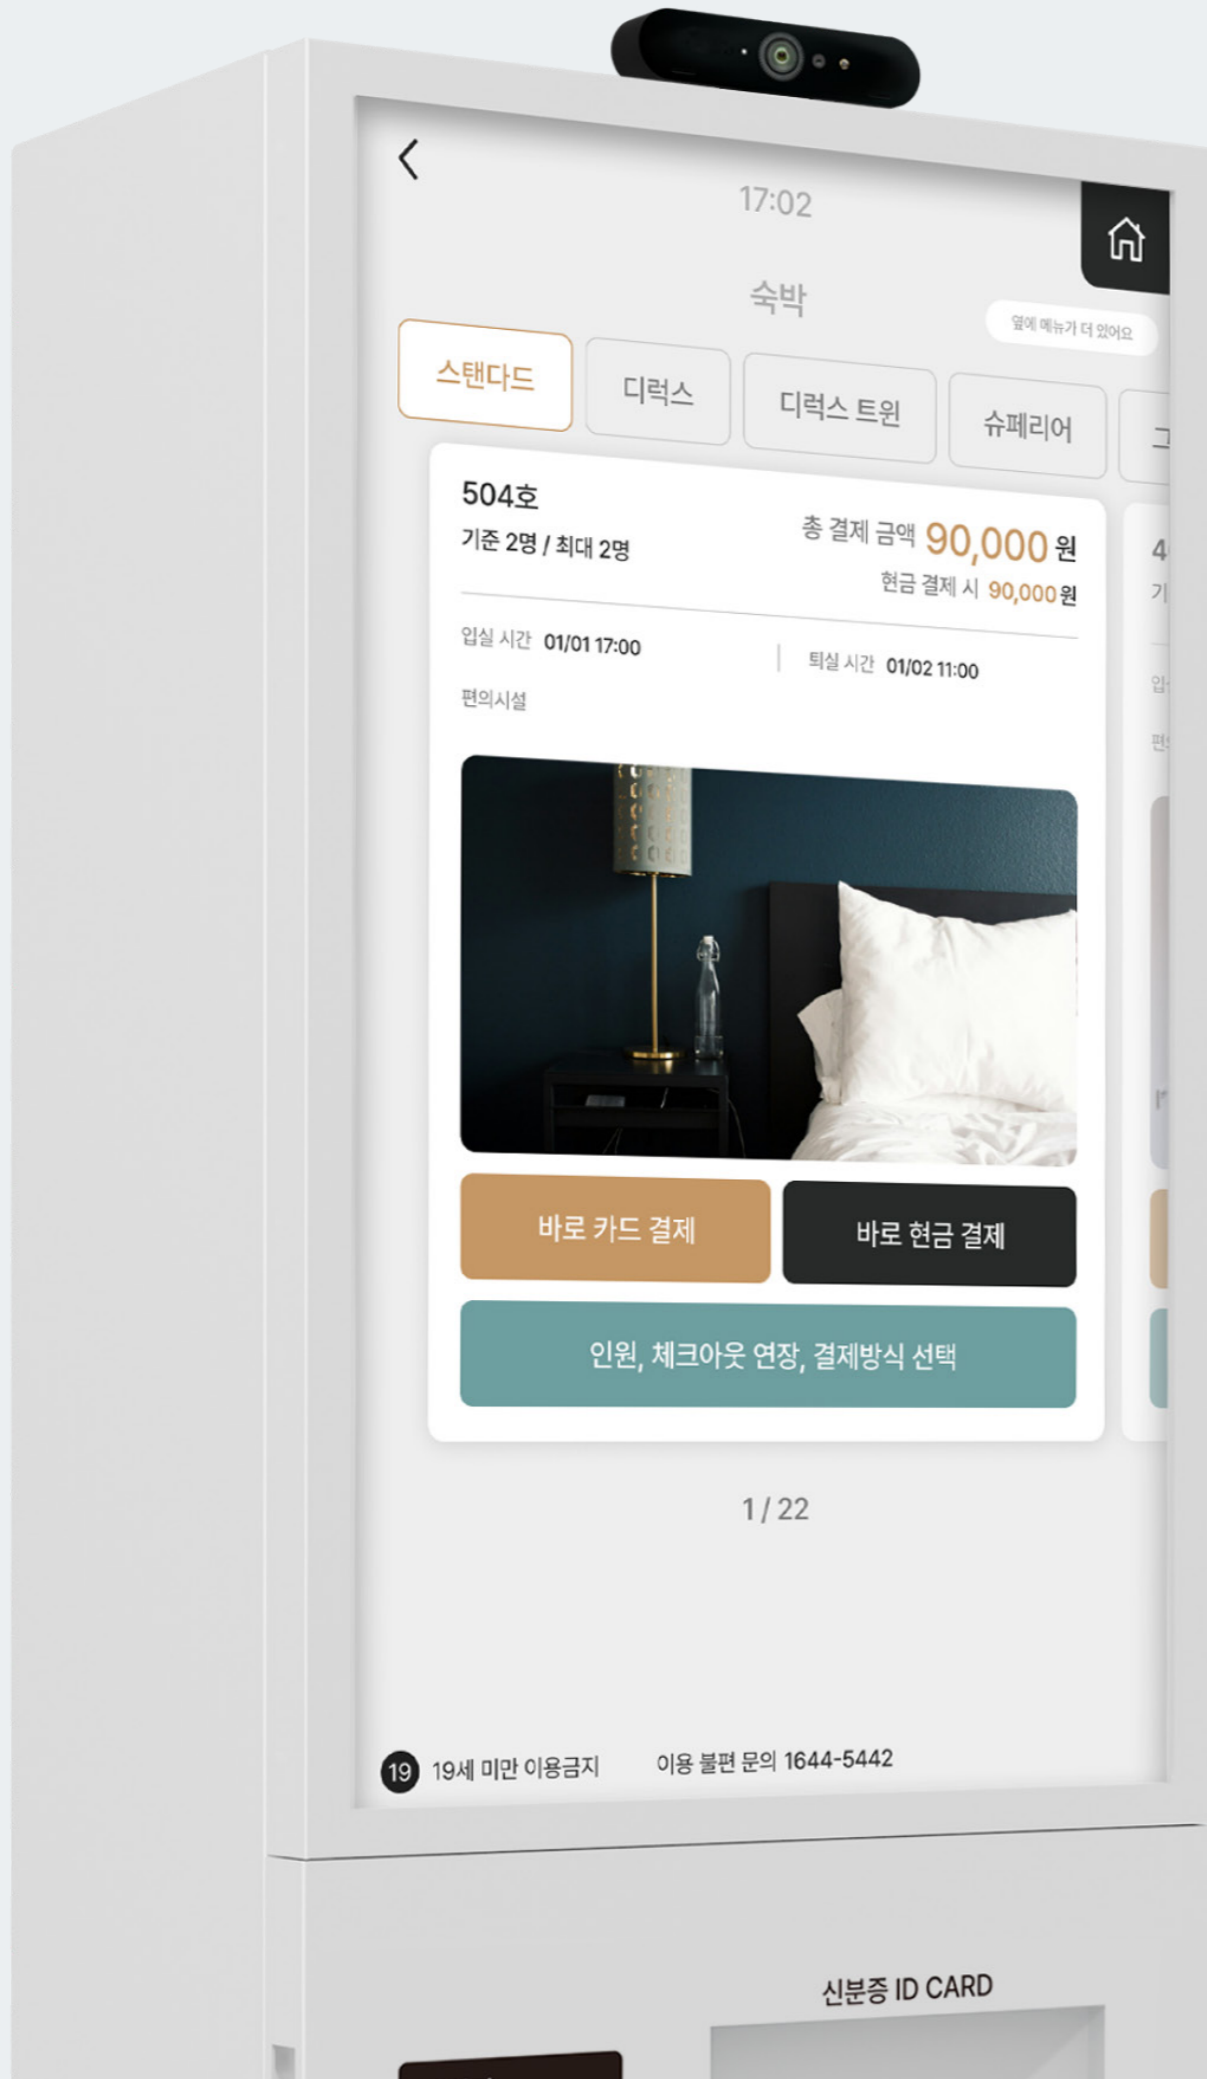 17:02
숙박
옆에 메뉴가 더 있어요
스탠다드
디럭스
디럭스 트윈
슈페리어
504호
기준 2명 / 최대 2명
총 결제 금액 90,000 원
현금 결제 시 90,000원
입실 시간 01/01 17:00
퇴실 시간 01/02 11:00
편의시설
바로 카드 결제
바로 현금 결제
인원, 체크아웃 연장, 결제방식 선택
1 / 22
19 19세 미만 이용금지
이용 불편 문의 1644-5442
신분증 ID CARD